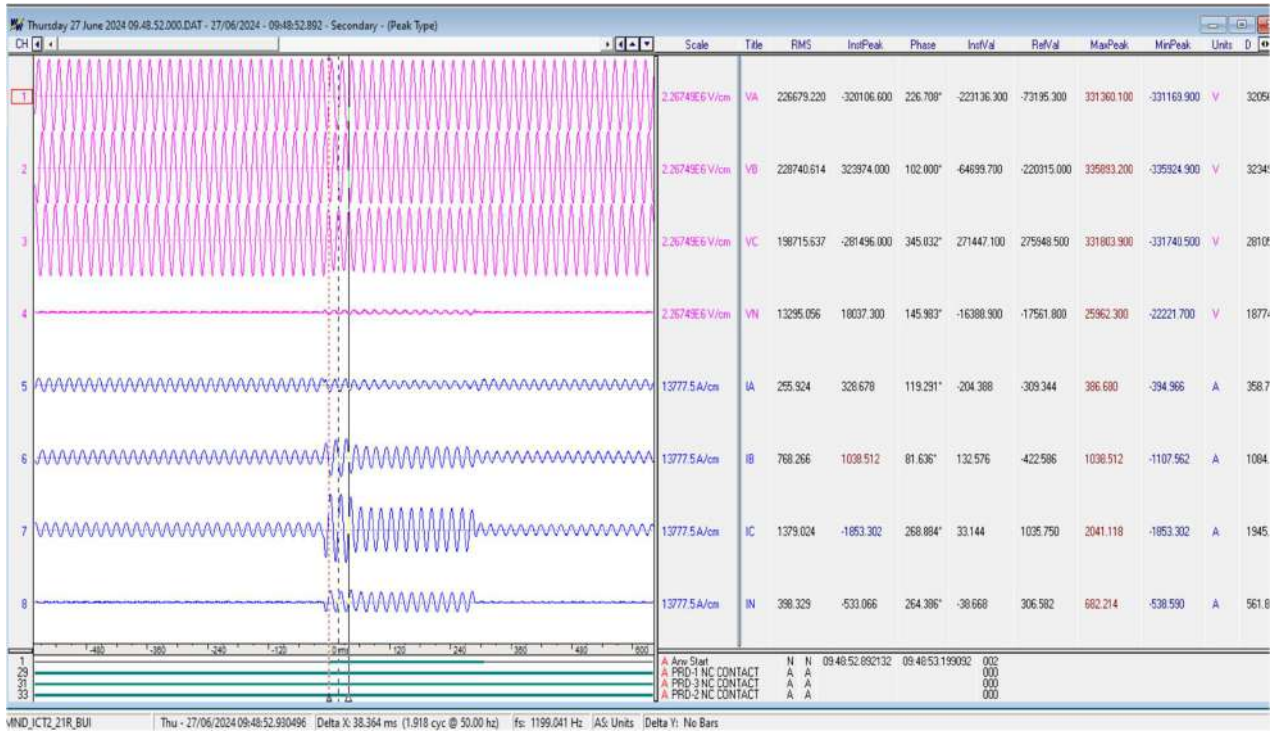 Thursday 27 June 2024 09.48.52.000.DAT - 27/06/2024 - 09:48:52.892 - Secondary - (Peak Type)
CH Scale Title RMS InstPeak Phase InstVal RefVal MaxPeak MinPeak Units D
1 2.26749E6 V/cm VA 226679.220 -320106.600 226.708° -223136.300 -73195.300 331360.100 -331169.900 V 3205
2 2.26749E6 V/cm VB 228740.614 323974.000 102.000° -64699.700 -220315.000 335893.200 -335924.900 V 3234
3 2.26749E6 V/cm VC 198715.637 -281496.000 345.032° 271447.100 275948.500 331803.900 -331740.500 V 2810
4 2.26749E6 V/cm VN 13295.056 18037.300 145.983° -16388.900 -17561.800 25962.300 -22221.700 V 1877
5 13777.5 A/cm IA 255.924 328.678 119.291° -204.388 -309.344 386.680 -394.966 A 358.7
6 13777.5 A/cm IB 768.266 1038.512 81.636° 132.576 -422.586 1038.512 -1107.562 A 1084.
7 13777.5 A/cm IC 1379.024 -1853.302 268.884° 33.144 1035.750 2041.118 -1853.302 A 1945.
8 13777.5 A/cm IN 398.329 -533.066 264.386° -38.668 306.582 682.214 -538.590 A 561.8
-480 -360 -240 -120 0 ms 120 240 360 480 600
1 A Any Start N N 09:48:52.892132 09:48:53.199092 002
29 A PRD-1 NC CONTACT A A 000
31 A PRD-3 NC CONTACT A A 000
33 A PRD-2 NC CONTACT A A 000
MND_ICT2_21R_BUI Thu - 27/06/2024 09:48:52.930496 Delta X: 38.364 ms (1.918 cyc @ 50.00 hz) fs: 1199.041 Hz AS: Units Delta Y: No Bars